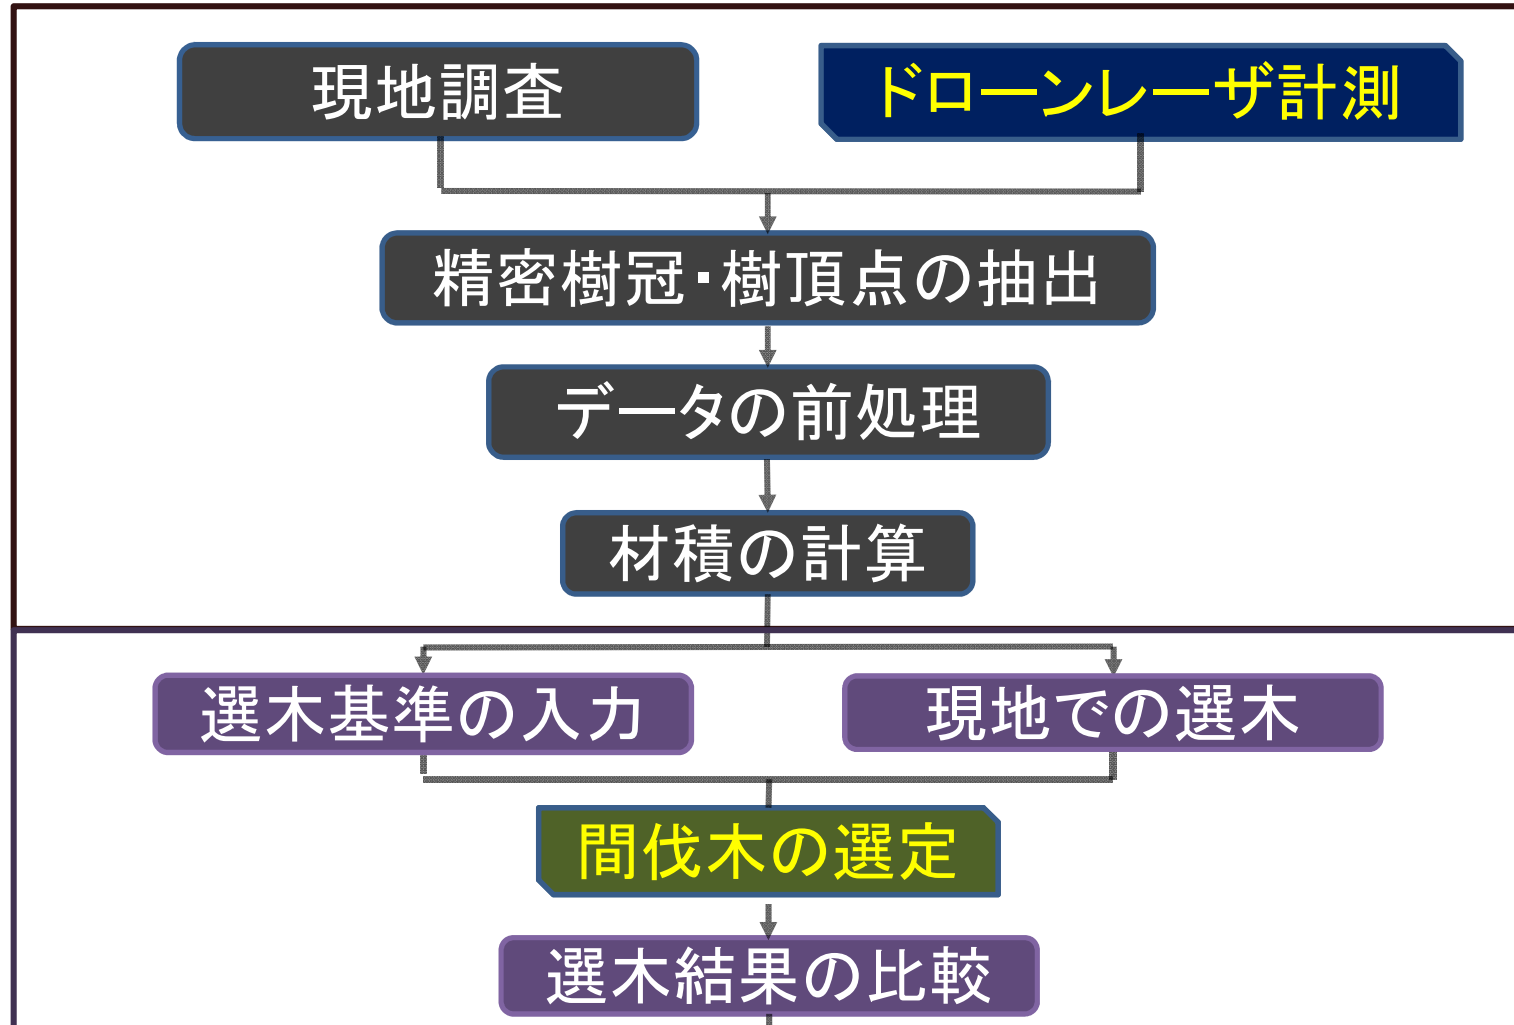 現地調査
ドローンレーザ計測
精密樹冠・樹頂点の抽出
データの前処理
材積の計算
選木基準の入力
現地での選木
間伐木の選定
選木結果の比較